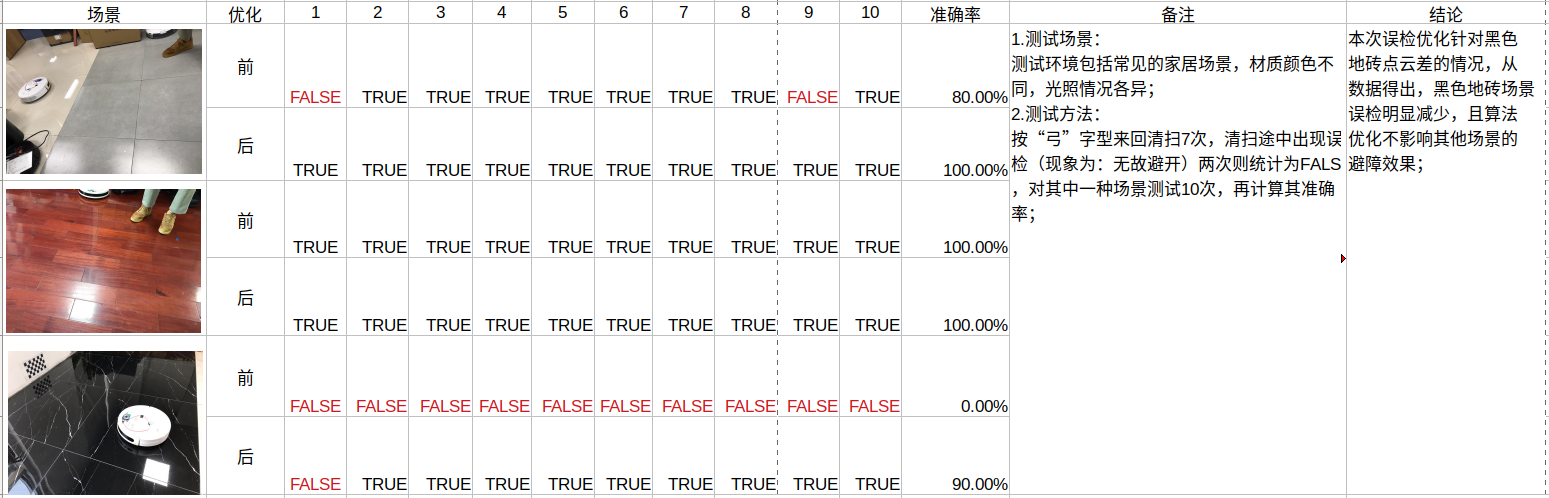 场景 优化 1 2 3 4 5 6 7 8 9 10 准确率 备注 结论
前 FALSE TRUE TRUE TRUE TRUE TRUE TRUE TRUE FALSE TRUE 80.00%
后 TRUE TRUE TRUE TRUE TRUE TRUE TRUE TRUE TRUE TRUE 100.00%
前 TRUE TRUE TRUE TRUE TRUE TRUE TRUE TRUE TRUE TRUE 100.00%
后 TRUE TRUE TRUE TRUE TRUE TRUE TRUE TRUE TRUE TRUE 100.00%
前 FALSE FALSE FALSE FALSE FALSE FALSE FALSE FALSE FALSE FALSE 0.00%
后 FALSE TRUE TRUE TRUE TRUE TRUE TRUE TRUE TRUE TRUE 90.00%
1.测试场景：
测试环境包括常见的家居场景，材质颜色不
同，光照情况各异；
2.测试方法：
按“弓”字型来回清扫7次，清扫途中出现误
检（现象为：无故避开）两次则统计为FALS
，对其中一种场景测试10次，再计算其准确
率；
本次误检优化针对黑色
地砖点云差的情况，从
数据得出，黑色地砖场景
误检明显减少，且算法
优化不影响其他场景的
避障效果；